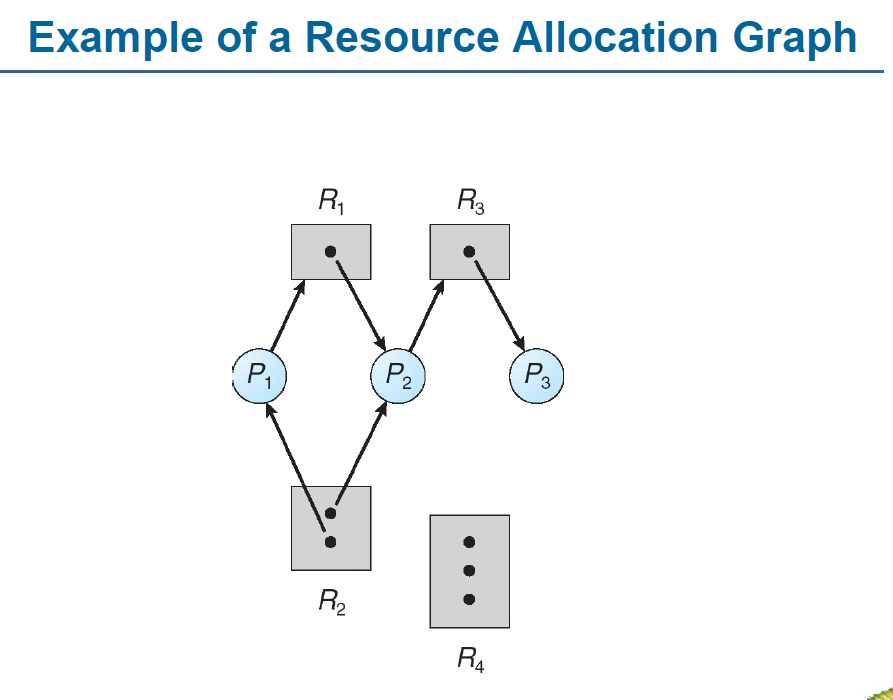 Example of a Resource Allocation Graph
R₁ R₃
P₁ P₂ P₃
R₂
R₄